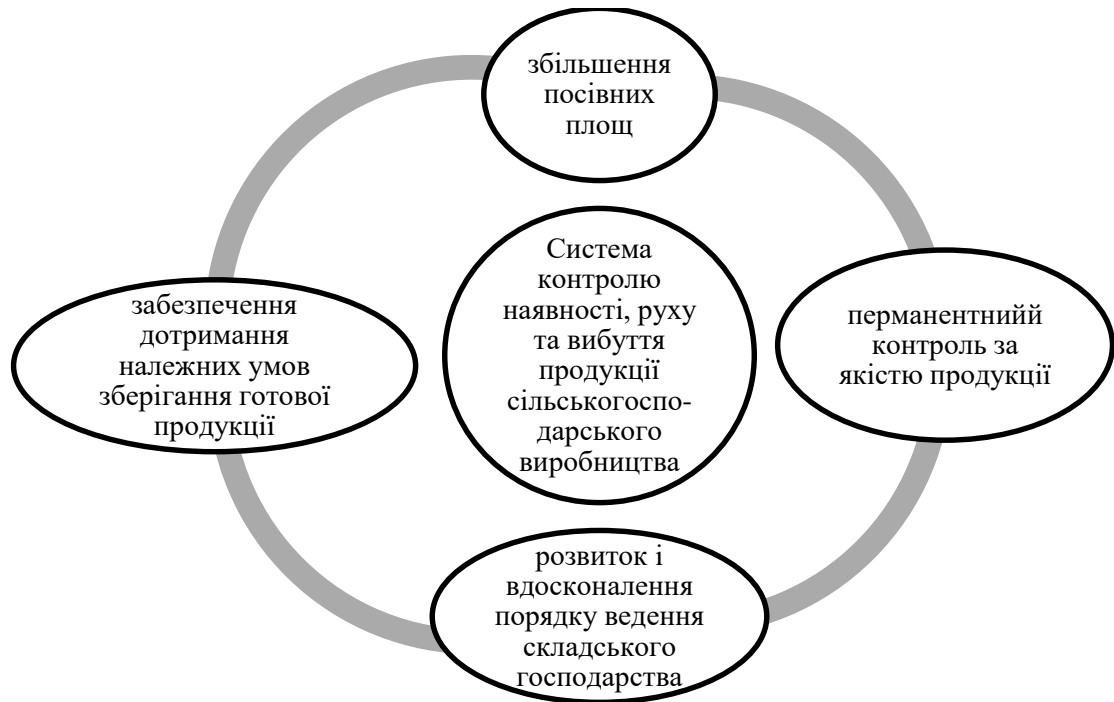 збільшення
посівних
площ
Система
контролю
наявності, руху
та вибуття
продукції
сільськогоспо-
дарського
виробництва
перманентнийй
контроль за
якістю продукції
розвиток і
вдосконалення
порядку ведення
складського
господарства
забезпечення
дотримання
належних умов
зберігання готової
продукції